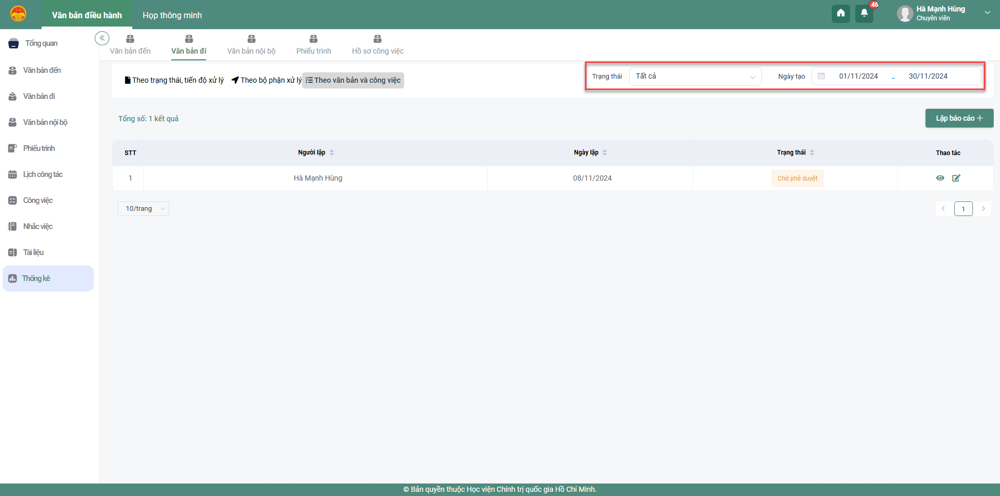 Văn bản điều hành
Họp thông minh
46
Hà Mạnh Hùng
Chuyên viên
Tổng quan
Văn bản đến
Văn bản đi
Văn bản nội bộ
Phiếu trình
Lịch công tác
Công việc
Nhắc việc
Tài liệu
Thống kê
Văn bản đến
Văn bản đi
Văn bản nội bộ
Phiếu trình
Hồ sơ công việc
Theo trạng thái, tiến độ xử lý
Theo bộ phận xử lý
Theo văn bản và công việc
Trạng thái
Tất cả
Ngày tạo
01/11/2024 – 30/11/2024
Tổng số: 1 kết quả
Lập báo cáo
STT Người lập Ngày lập Trạng thái Thao tác
1 Hà Mạnh Hùng 08/11/2024 Chờ phê duyệt
10/trang
1
© Bản quyền thuộc Học viện Chính trị quốc gia Hồ Chí Minh.